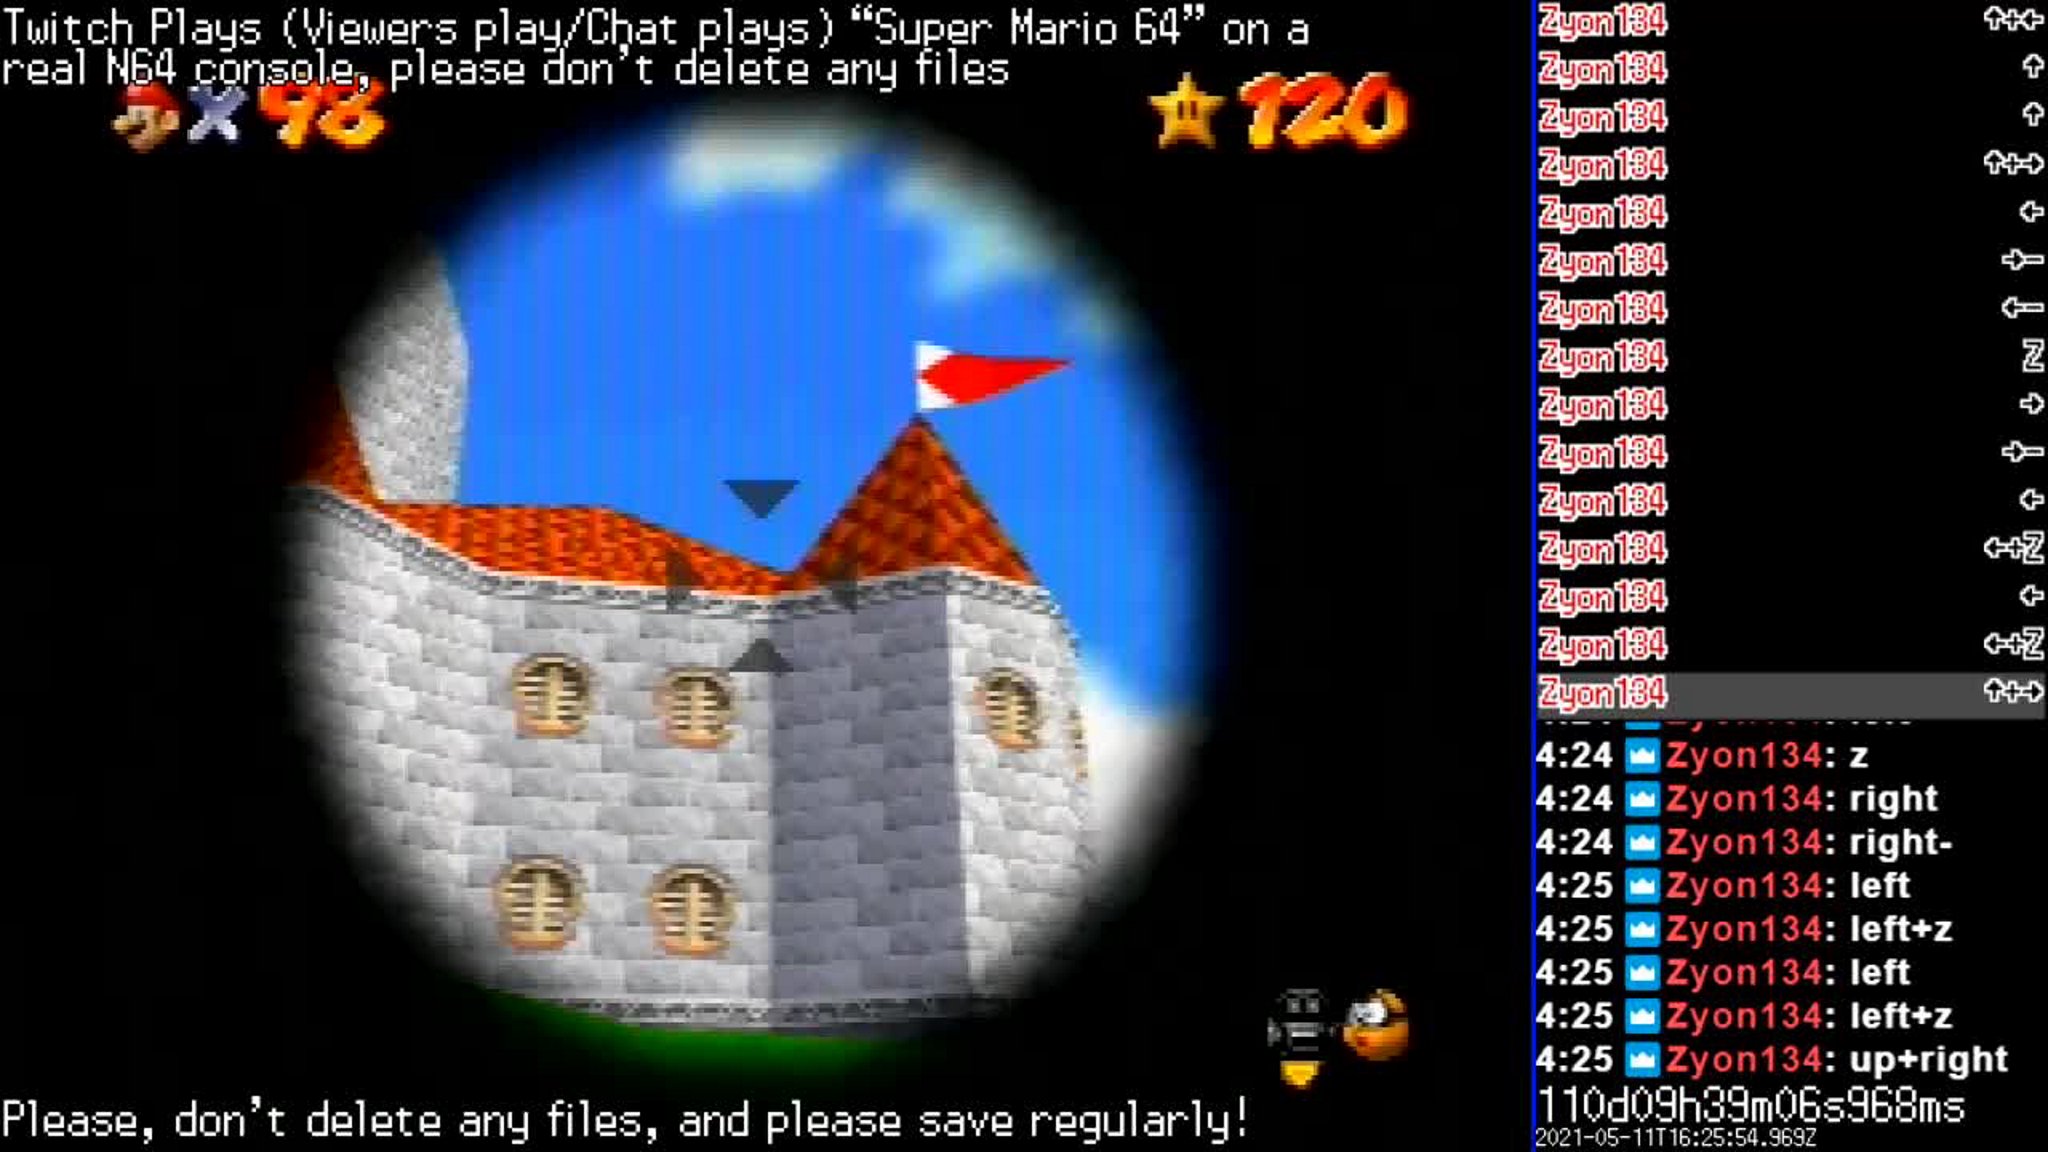 Twitch Plays (Viewers play/Chat plays) “Super Mario 64” on a
real N64 console, please don't delete any files
x 98
120
Please, don't delete any files, and please save regularly!
Zyon134 ↑+←
Zyon134 ↑
Zyon134 ↑
Zyon134 ↑+→
Zyon134 ←
Zyon134 →-
Zyon134 ←-
Zyon134 Z
Zyon134 →
Zyon134 →-
Zyon134 ←
Zyon134 ←+Z
Zyon134 ←
Zyon134 ←+Z
Zyon134 ↑+→
4:24 Zyon134: z
4:24 Zyon134: right
4:24 Zyon134: right-
4:25 Zyon134: left
4:25 Zyon134: left+z
4:25 Zyon134: left
4:25 Zyon134: left+z
4:25 Zyon134: up+right
110d09h39m06s968ms
2021-05-11T16:25:54.969Z